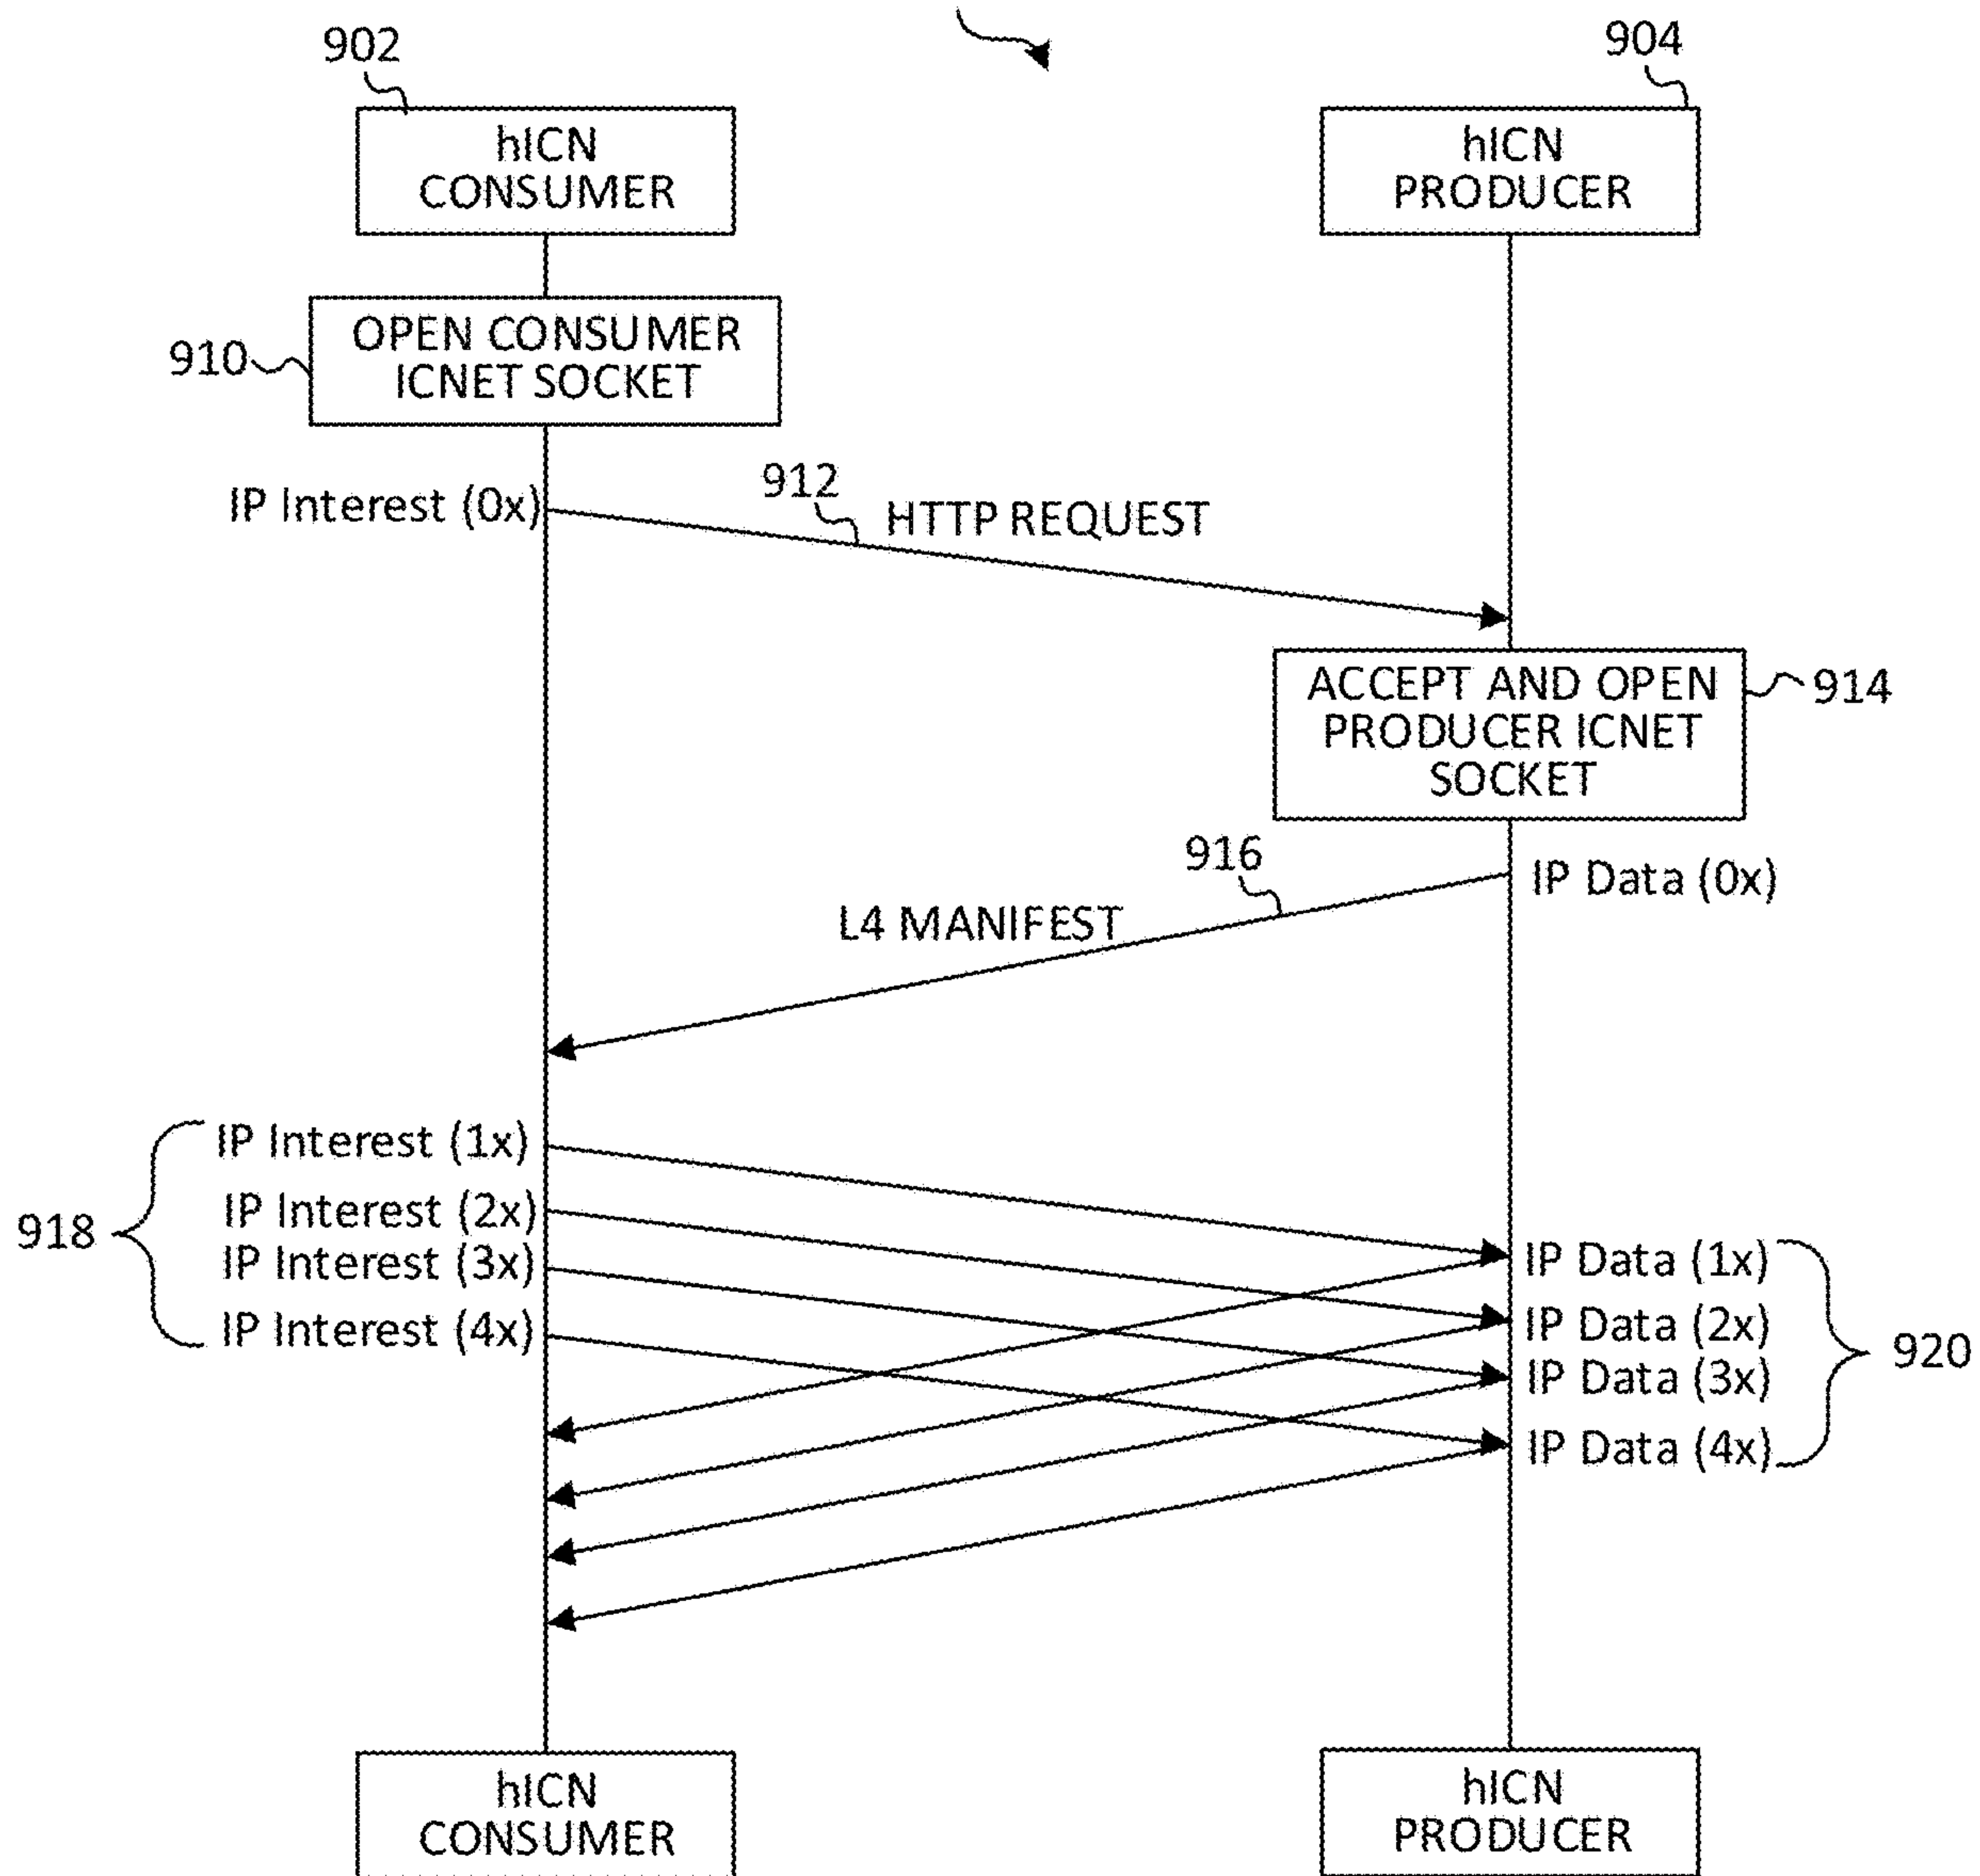 902
904
hICN
CONSUMER
hICN
PRODUCER
910
OPEN CONSUMER
ICNET SOCKET
IP Interest (0x)
912
HTTP REQUEST
ACCEPT AND OPEN
PRODUCER ICNET
SOCKET
914
916
IP Data (0x)
L4 MANIFEST
918
IP Interest (1x)
IP Interest (2x)
IP Interest (3x)
IP Interest (4x)
IP Data (1x)
IP Data (2x)
IP Data (3x)
IP Data (4x)
920
hICN
CONSUMER
hICN
PRODUCER